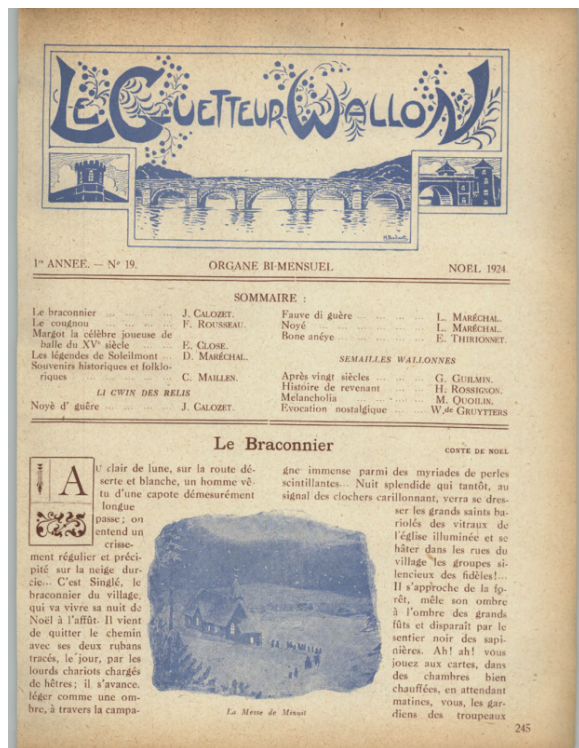 LE GUETTEUR WALLON
1re ANNEE. — No 19.
ORGANE BI-MENSUEL
NOEL 1924
SOMMAIRE :
Le braconnier ... J. CALOZET.
Le cougnou ... F. ROUSSEAU.
Margot la célèbre joueuse de
balle du XVe siècle ... E. CLOSE.
Les légendes de Soleilmont ... D. MARÉCHAL.
Souvenirs historiques et folklo-
riques ... C. MAILLEN.
LI CWIN DES RELIS
Noyè d' guêre ... J. CALOZET.
Fauve di guère ... L. MARÉCHAL.
Noyé ... L. MARÉCHAL.
Bone anéye ... E. THIRIONNET.
SEMAILLES WALLONNES
Après vingt siècles ... G. GUILMIN.
Histoire de revenant ... H. ROSSIGNON.
Melancholia ... M. QUOILIN.
Evocation nostalgique ... W. de GRUYTTERS
Le Braconnier
CONTE DE NOEL
AU clair de lune, sur la route dé-
serte et blanche, un homme vê-
tu d'une capote démesurément
longue
passe ; on
entend un
crisse-
ment régulier et préci-
pité sur la neige dur-
cie... C'est Singlé, le
braconnier du village,
qui va vivre sa nuit de
Noël à l'affût. Il vient
de quitter le chemin
avec ses deux rubans
tracés, le jour, par les
lourds chariots chargés
de hêtres ; il s'avance,
léger comme une om-
bre, à travers la campa-
gne immense parmi des myriades de perles
scintillantes... Nuit splendide qui tantôt, au
signal des clochers carillonnant, verra se dres-
ser les grands saints ba-
riolés des vitraux de
l'église illuminée et se
hâter dans les rues du
village les groupes si-
lencieux des fidèles !...
Il s'approche de la fo-
rêt, mêle son ombre
à l'ombre des grands
fûts et disparaît par le
sentier noir des sapi-
nières. Ah ! ah ! vous
jouez aux cartes, dans
des chambres bien
chauffées, en attendant
matines, vous, les gar-
diens des troupeaux
La Messe de Minuit
245